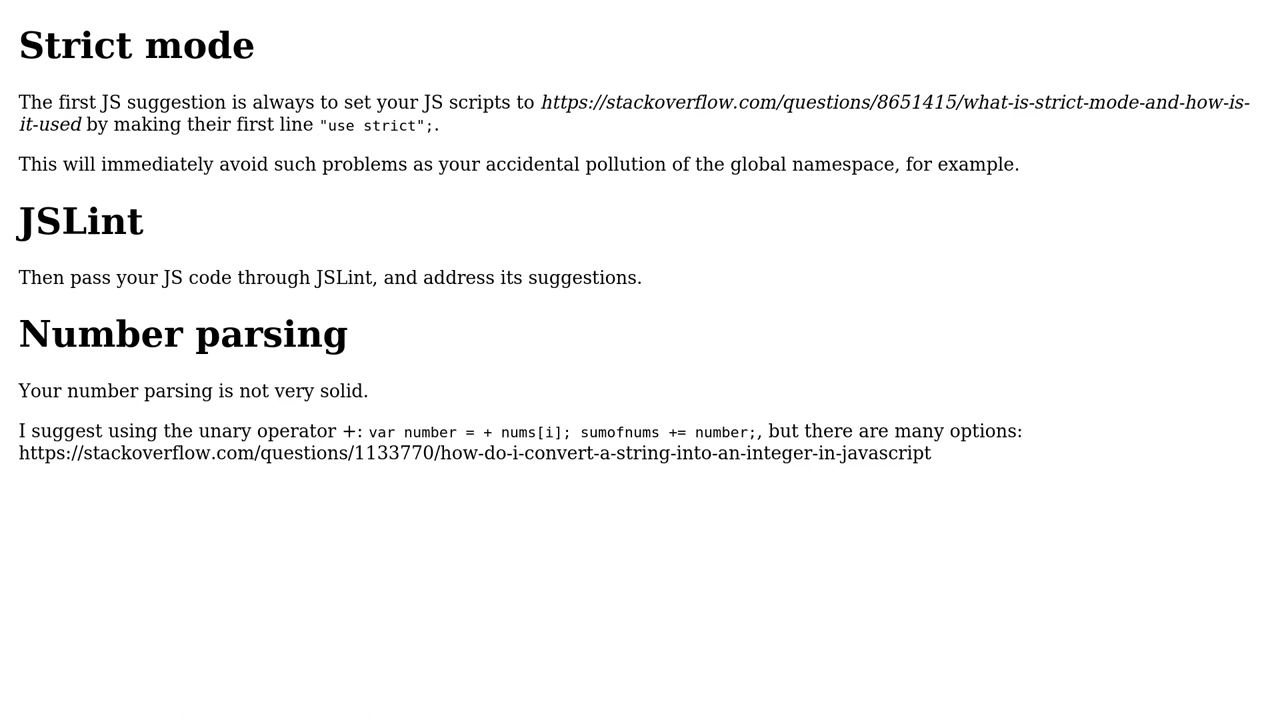 Strict mode
The first JS suggestion is always to set your JS scripts to https://stackoverflow.com/questions/8651415/what-is-strict-mode-and-how-is-
it-used by making their first line "use strict";.
This will immediately avoid such problems as your accidental pollution of the global namespace, for example.
JSLint
Then pass your JS code through JSLint, and address its suggestions.
Number parsing
Your number parsing is not very solid.
I suggest using the unary operator +: var number = + nums[i]; sumofnums += number;, but there are many options:
https://stackoverflow.com/questions/1133770/how-do-i-convert-a-string-into-an-integer-in-javascript